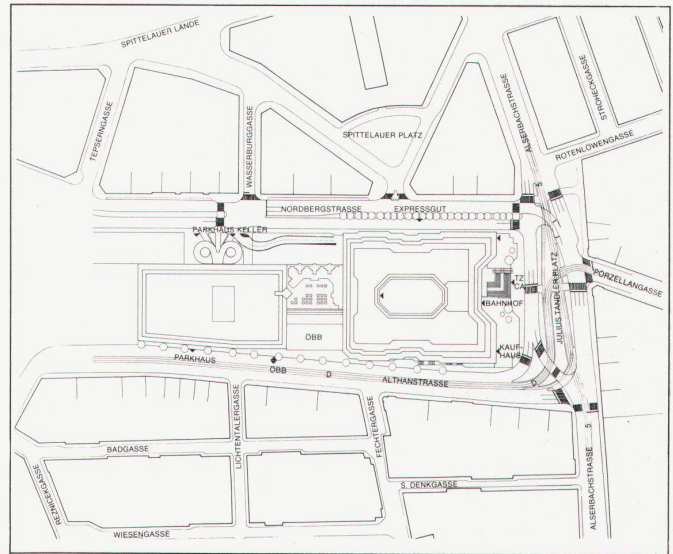 SPITTELAUER LÄNDE
TEPSERNGASSE
WASSERBURGGASSE
SPITTELAUER PLATZ
ALSERBACHSTRASSE
STROHECKGASSE
ROTENLÖWENGASSE
5
NORDBERGSTRASSE
EXPRESSGUT
PARKHAUS KELLER
TZ
CA
BAHNHOF
JULIUS TANDLER PLATZ
PORZELLANGASSE
ÖBB
KAUF-
HAUS
PARKHAUS
ÖBB
D
ALTHANSTRASSE
D
LICHTENTALERGASSE
FECHTERGASSE
BADGASSE
5
REZNICEKGASSE
S. DENKGASSE
ALSERBACHSTRASSE
WIESENGASSE